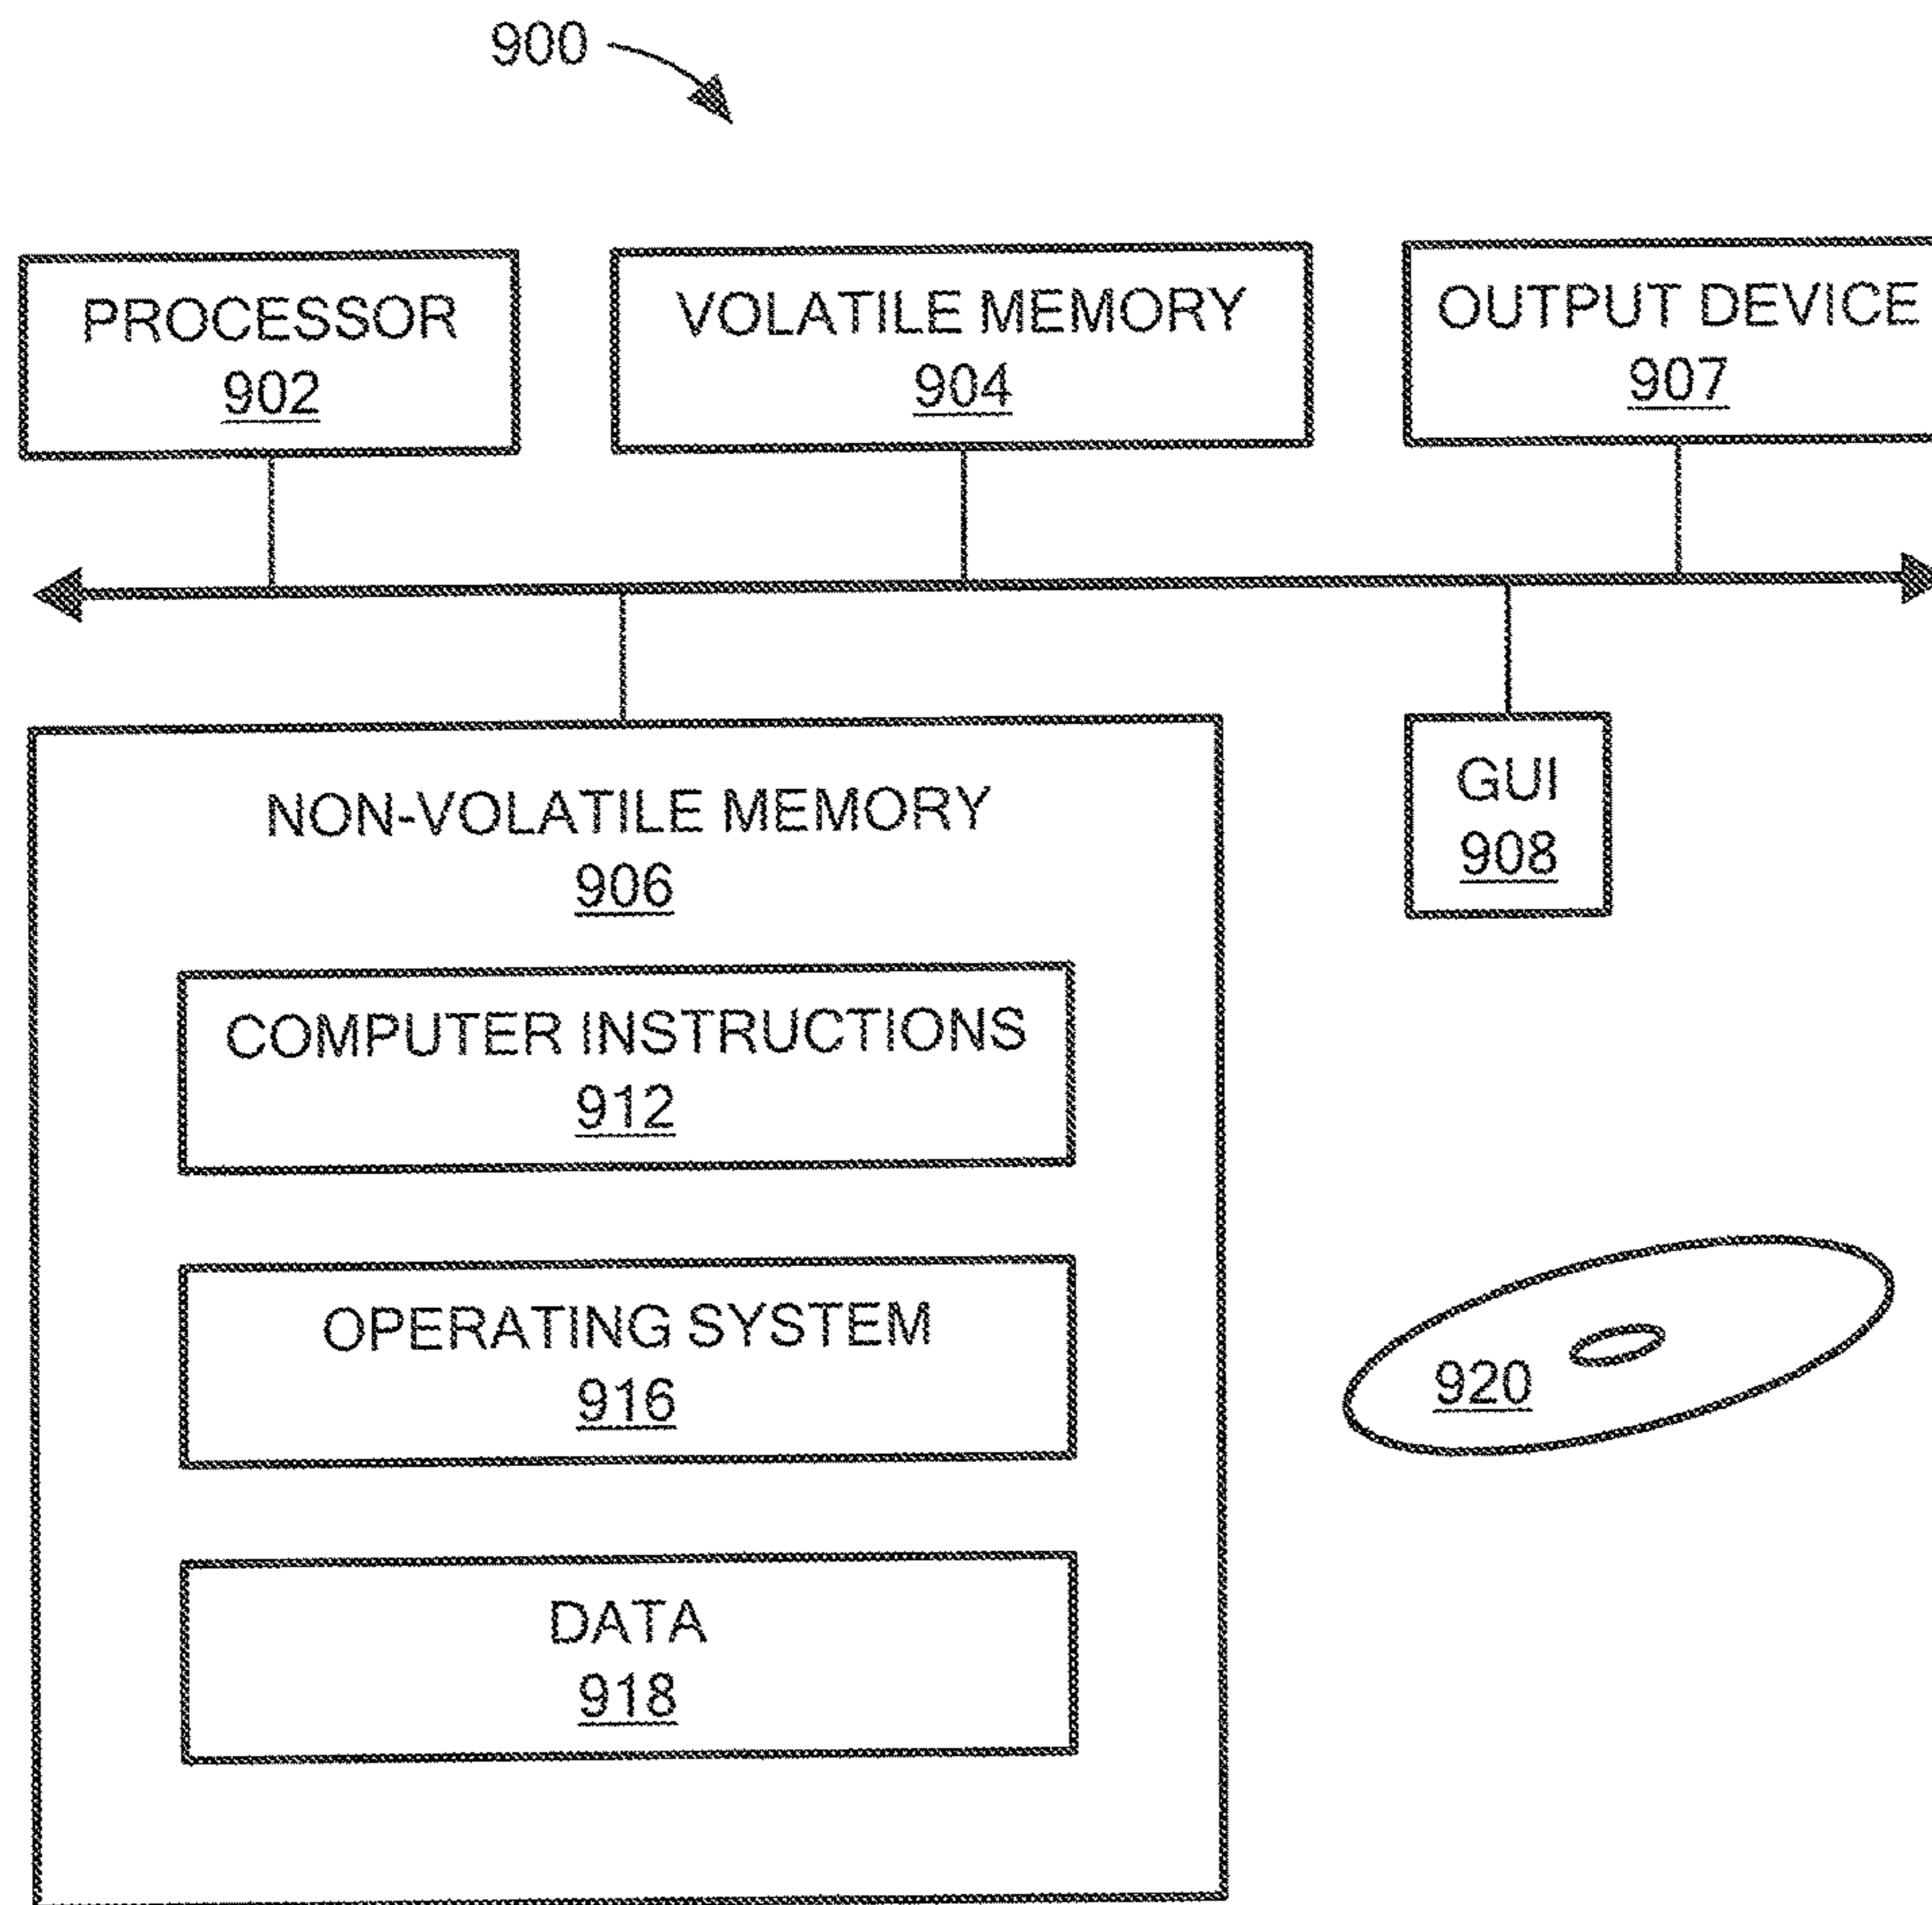 900
PROCESSOR
902
VOLATILE MEMORY
904
OUTPUT DEVICE
907
NON-VOLATILE MEMORY
906
GUI
908
COMPUTER INSTRUCTIONS
912
OPERATING SYSTEM
916
920
DATA
918